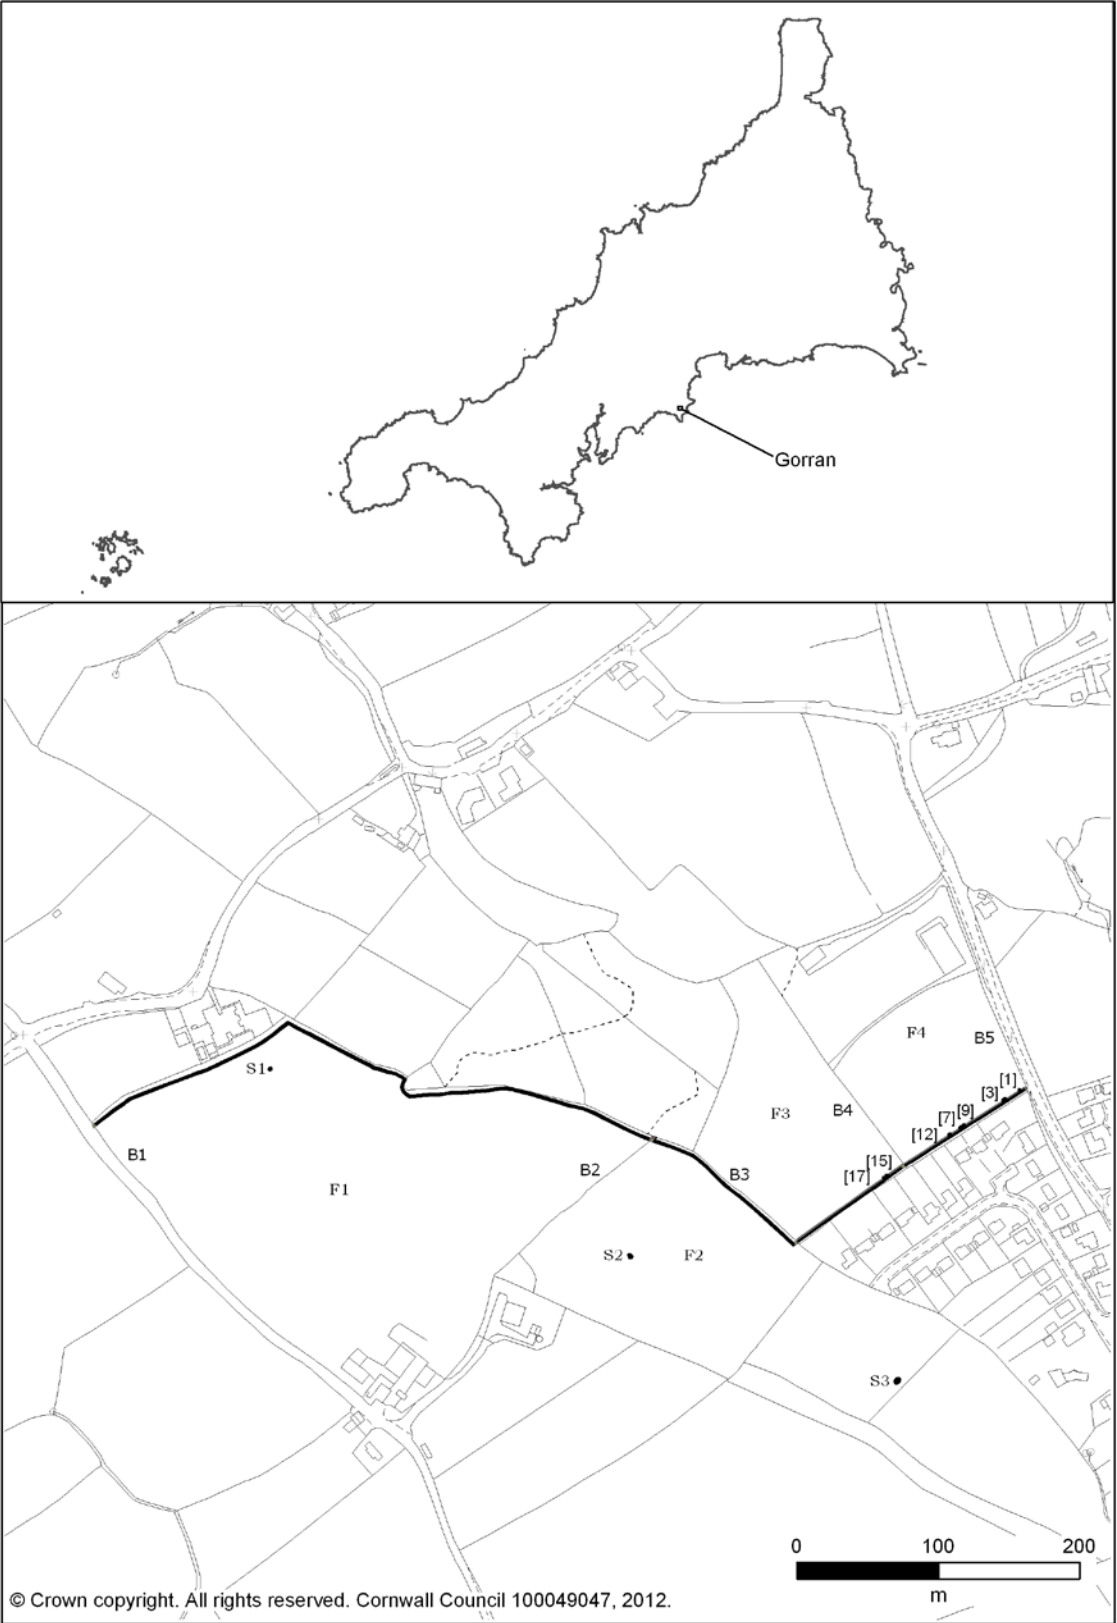 Gorran
F4
B5
S1
[1]
[3]
F3
B4
[9]
[7]
[12]
B1
[15]
B2
B3
[17]
F1
S2
F2
S3
0 100 200
m
© Crown copyright. All rights reserved. Cornwall Council 100049047, 2012.